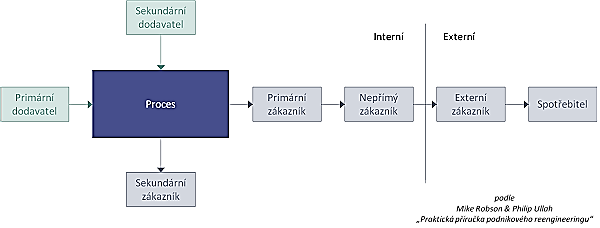 Sekundární
dodavatel
Interní
Externí
Primární
dodavatel
Proces
Primární
zákazník
Nepřímý
zákazník
Externí
zákazník
Spotřebitel
Sekundární
zákazník
podle
Mike Robson & Philip Ullah
„Praktická příručka podnikového reengineeringu“